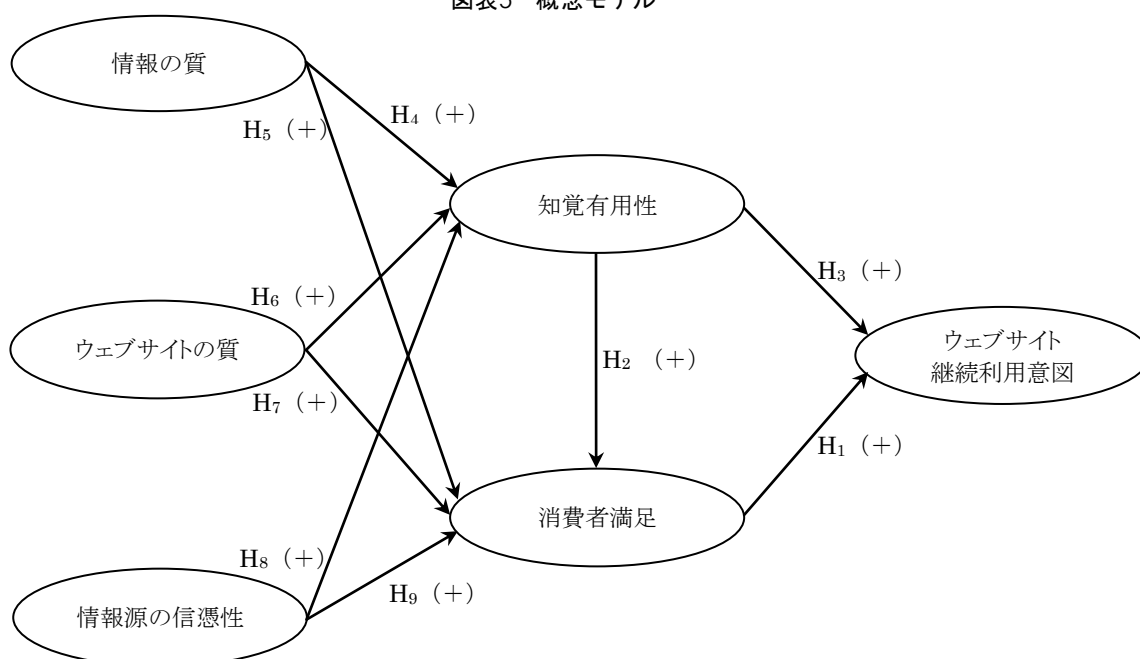 図表5 概念モデル
情報の質
H₄（＋）
H₅（＋）
知覚有用性
H₃（＋）
H₆（＋）
ウェブサイトの質
H₂（＋）
ウェブサイト
継続利用意図
H₇（＋）
H₁（＋）
消費者満足
H₈（＋）
H₉（＋）
情報源の信憑性